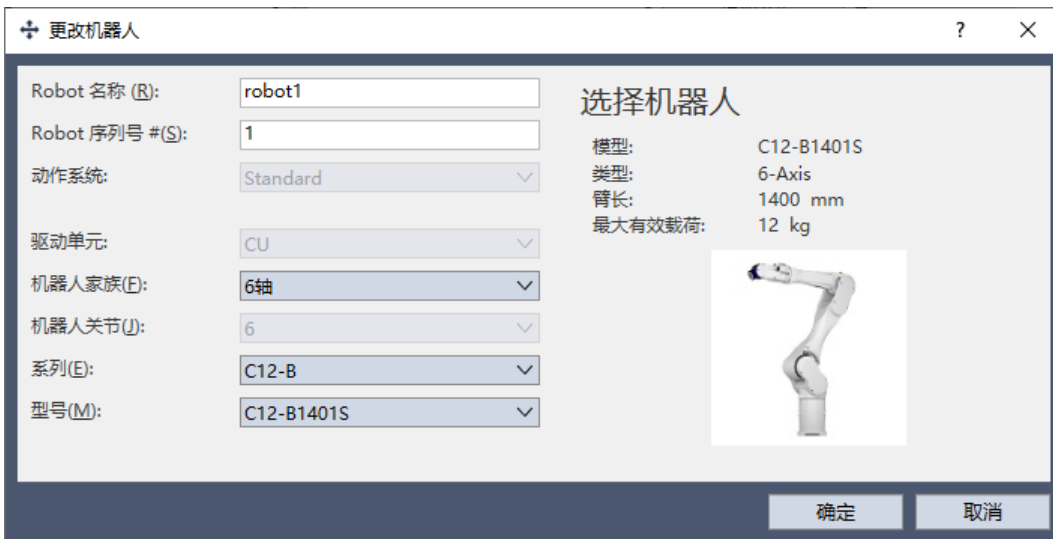 更改机器人
?
Robot 名称 (R):
robot1
Robot 序列号 #(S):
1
动作系统:
Standard
驱动单元:
CU
机器人家族(F):
6轴
机器人关节(J):
6
系列(E):
C12-B
型号(M):
C12-B1401S
选择机器人
模型: C12-B1401S
类型: 6-Axis
臂长: 1400 mm
最大有效载荷: 12 kg
确定
取消